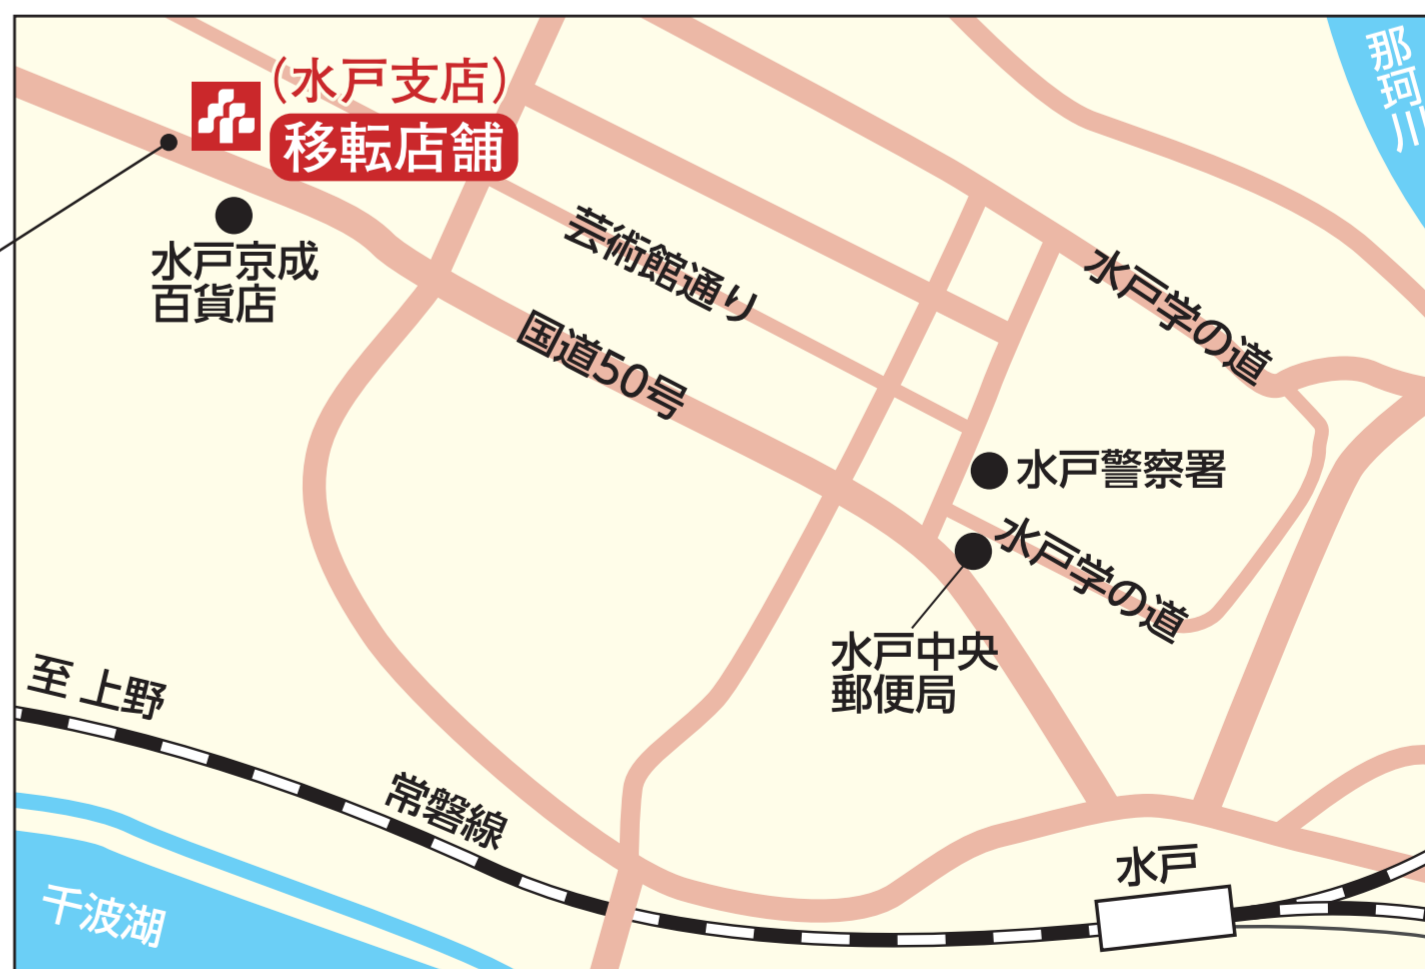 (水戸支店)
移転店舗
那珂川
水戸京成
百貨店
芸術館通り
国道50号
水戸学の道
水戸警察署
水戸学の道
水戸中央
郵便局
至 上野
常磐線
水戸
千波湖